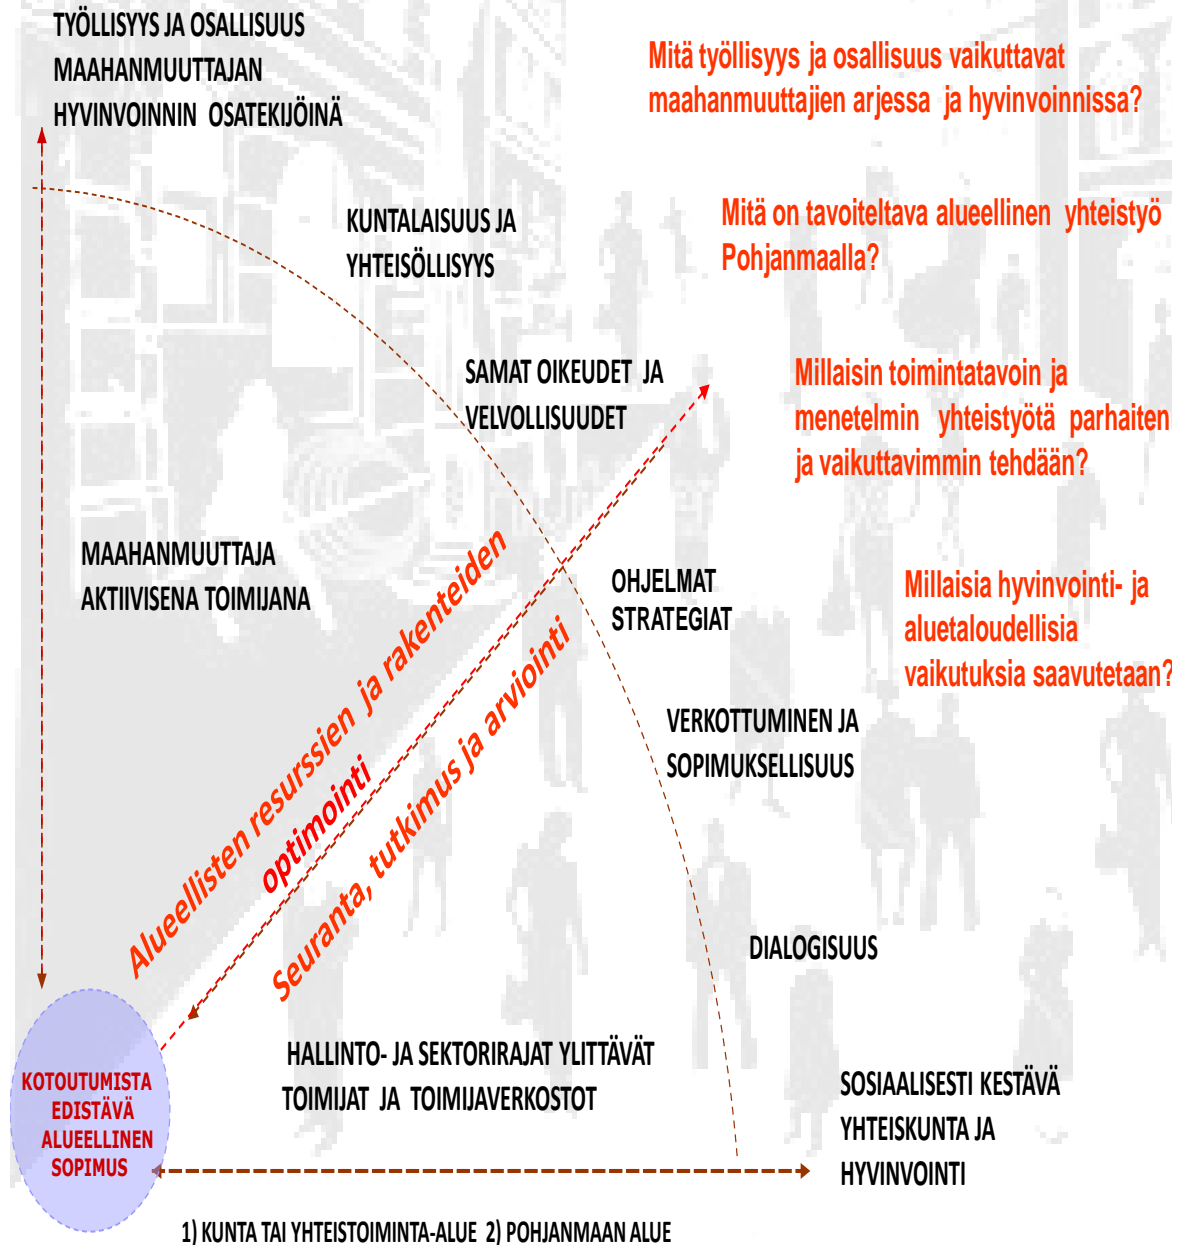 TYÖLLISYYS JA OSALLISUUS
MAAHANMUUTTAJAN
HYVINVOINNIN OSATEKIJÖINÄ
Mitä työllisyys ja osallisuus vaikuttavat
maahanmuuttajien arjessa ja hyvinvoinnissa?
KUNTALAISUUS JA
YHTEISÖLLISYYS
Mitä on tavoiteltava alueellinen yhteistyö
Pohjanmaalla?
SAMAT OIKEUDET JA
VELVOLLISUUDET
Millaisin toimintatavoin ja
menetelmin yhteistyötä parhaiten
ja vaikuttavimmin tehdään?
MAAHANMUUTTAJA
AKTIIVISENA TOIMIJANA
OHJELMAT
STRATEGIAT
Millaisia hyvinvointi- ja
aluetaloudellisia
vaikutuksia saavutetaan?
Alueellisten resurssien ja rakenteiden
optimointi
Seuranta, tutkimus ja arviointi
VERKOTTUMINEN JA
SOPIMUKSELLISUUS
DIALOGISUUS
HALLINTO- JA SEKTORIRAJAT YLITTÄVÄT
TOIMIJAT JA TOIMIJAVERKOSTOT
KOTOUTUMISTA
EDISTÄVÄ
ALUEELLINEN
SOPIMUS
SOSIAALISESTI KESTÄVÄ
YHTEISKUNTA JA
HYVINVOINTI
1) KUNTA TAI YHTEISTOIMINTA-ALUE 2) POHJANMAAN ALUE